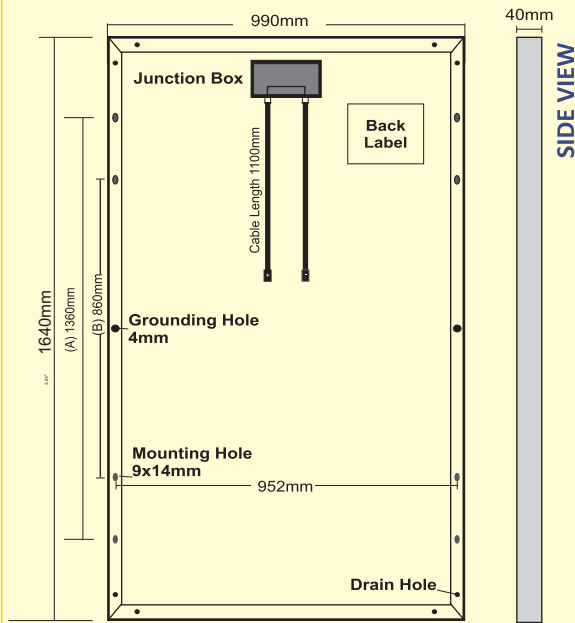 990mm
40mm
Junction Box
SIDE VIEW
Back
Label
Cable Length 1100mm
1640mm
(A) 1360mm
(B) 860mm
Grounding Hole
4mm
Mounting Hole
9x14mm
952mm
Drain Hole
+
-